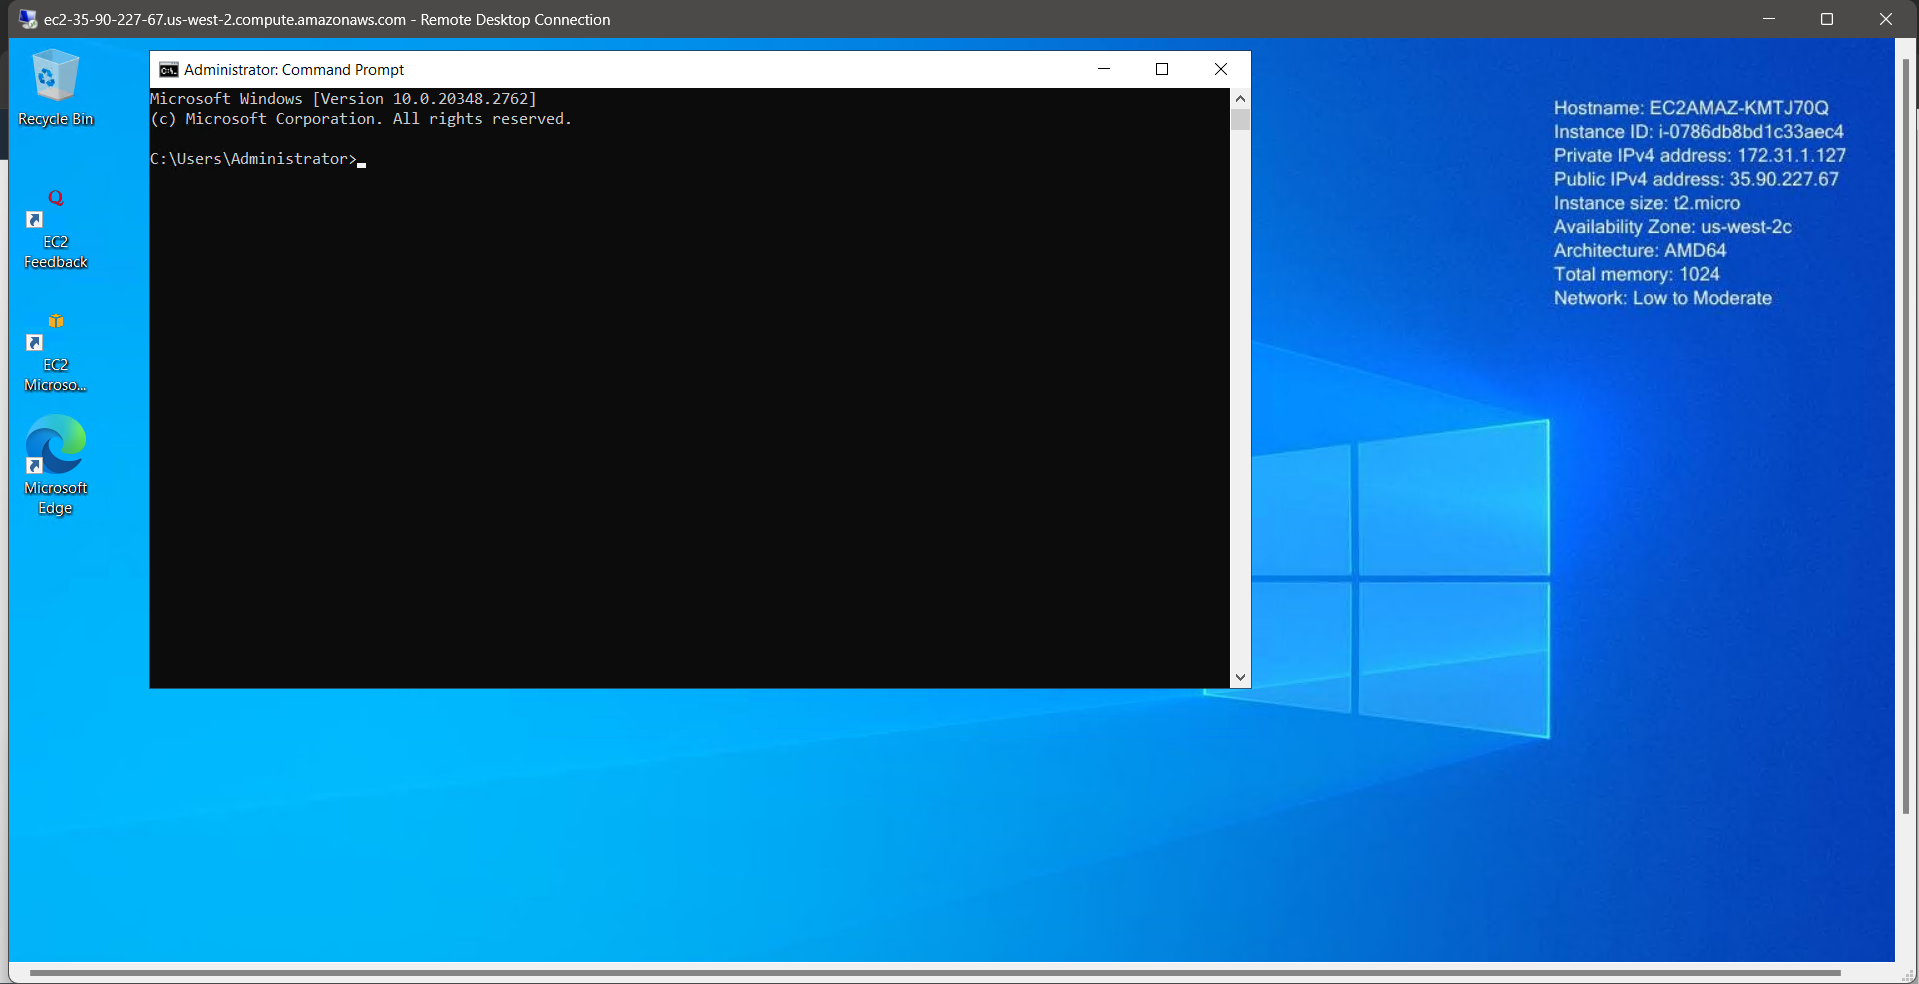 ec2-35-90-227-67.us-west-2.compute.amazonaws.com - Remote Desktop Connection
Recycle Bin
EC2
Feedback
EC2
Microso...
Microsoft
Edge
Administrator: Command Prompt
Microsoft Windows [Version 10.0.20348.2762]
(c) Microsoft Corporation. All rights reserved.
C:\Users\Administrator>
Hostname: EC2AMAZ-KMTJ70Q
Instance ID: i-0786db8bd1c33aec4
Private IPv4 address: 172.31.1.127
Public IPv4 address: 35.90.227.67
Instance size: t2.micro
Availability Zone: us-west-2c
Architecture: AMD64
Total memory: 1024
Network: Low to Moderate